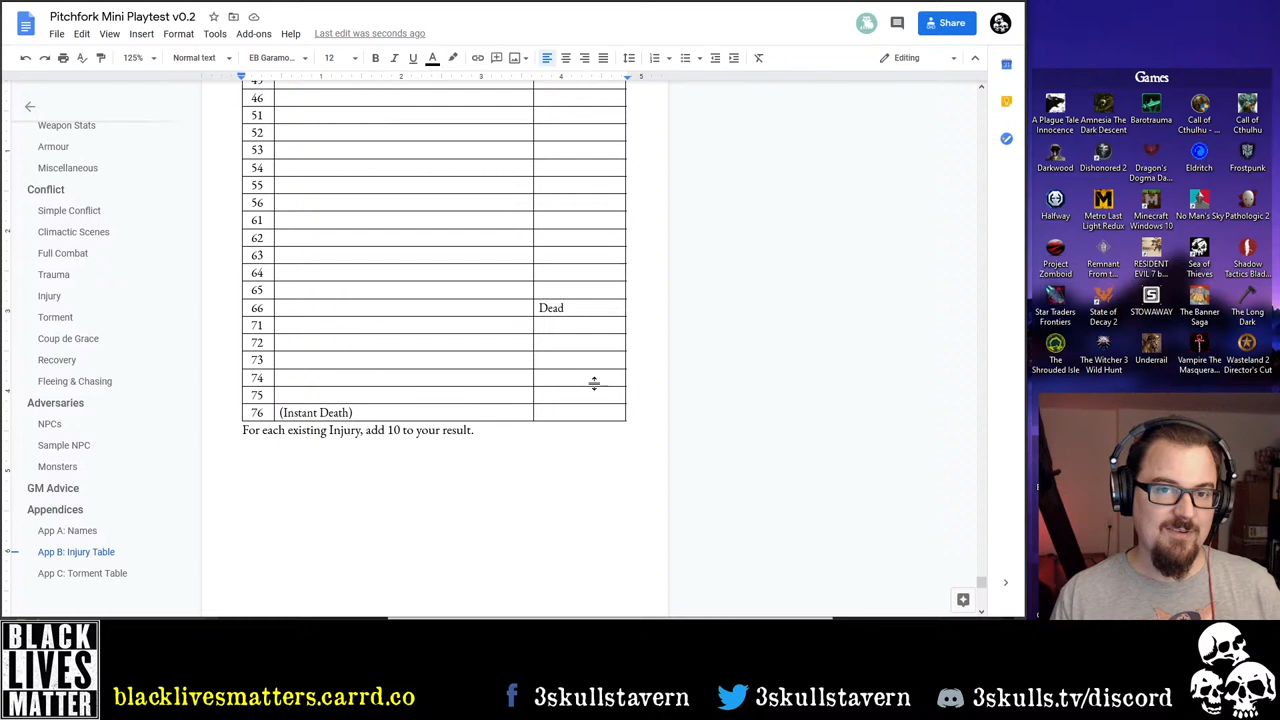 Pitchfork Mini Playtest v0.2
File Edit View Insert Format Tools Add-ons Help Last edit was seconds ago
Share
125% Normal text EB Garamo... 12 Editing
1 2 3 4 5
Weapon Stats
Armour
Miscellaneous
Conflict
Simple Conflict
Climactic Scenes
Full Combat
Trauma
Injury
Torment
Coup de Grace
Recovery
Fleeing & Chasing
Adversaries
NPCs
Sample NPC
Monsters
GM Advice
Appendices
App A: Names
App B: Injury Table
App C: Torment Table
45
46
51
52
53
54
55
56
61
62
63
64
65
66 Dead
71
72
73
74
75
76 (Instant Death)
For each existing Injury, add 10 to your result.
Games
A Plague Tale Innocence
Amnesia The Dark Descent
Barotrauma
Call of Cthulhu - ...
Call of Cthulhu
Darkwood
Dishonored 2
Dragon's Dogma Da...
Eldritch
Frostpunk
Halfway
Metro Last Light Redux
Minecraft Windows 10
No Man's Sky
Pathologic 2
Project Zomboid
Remnant From t...
RESIDENT EVIL 7 b...
Sea of Thieves
Shadow Tactics Blad...
Star Traders Frontiers
State of Decay 2
STOWAWAY
The Banner Saga
The Long Dark
The Shrouded Isle
The Witcher 3 Wild Hunt
Underrail
Vampire The Masquera...
Wasteland 2 Director's Cut
BLACK
LIVES
MATTER
blacklivesmatters.carrd.co
3skullstavern
3skullstavern
3skulls.tv/discord